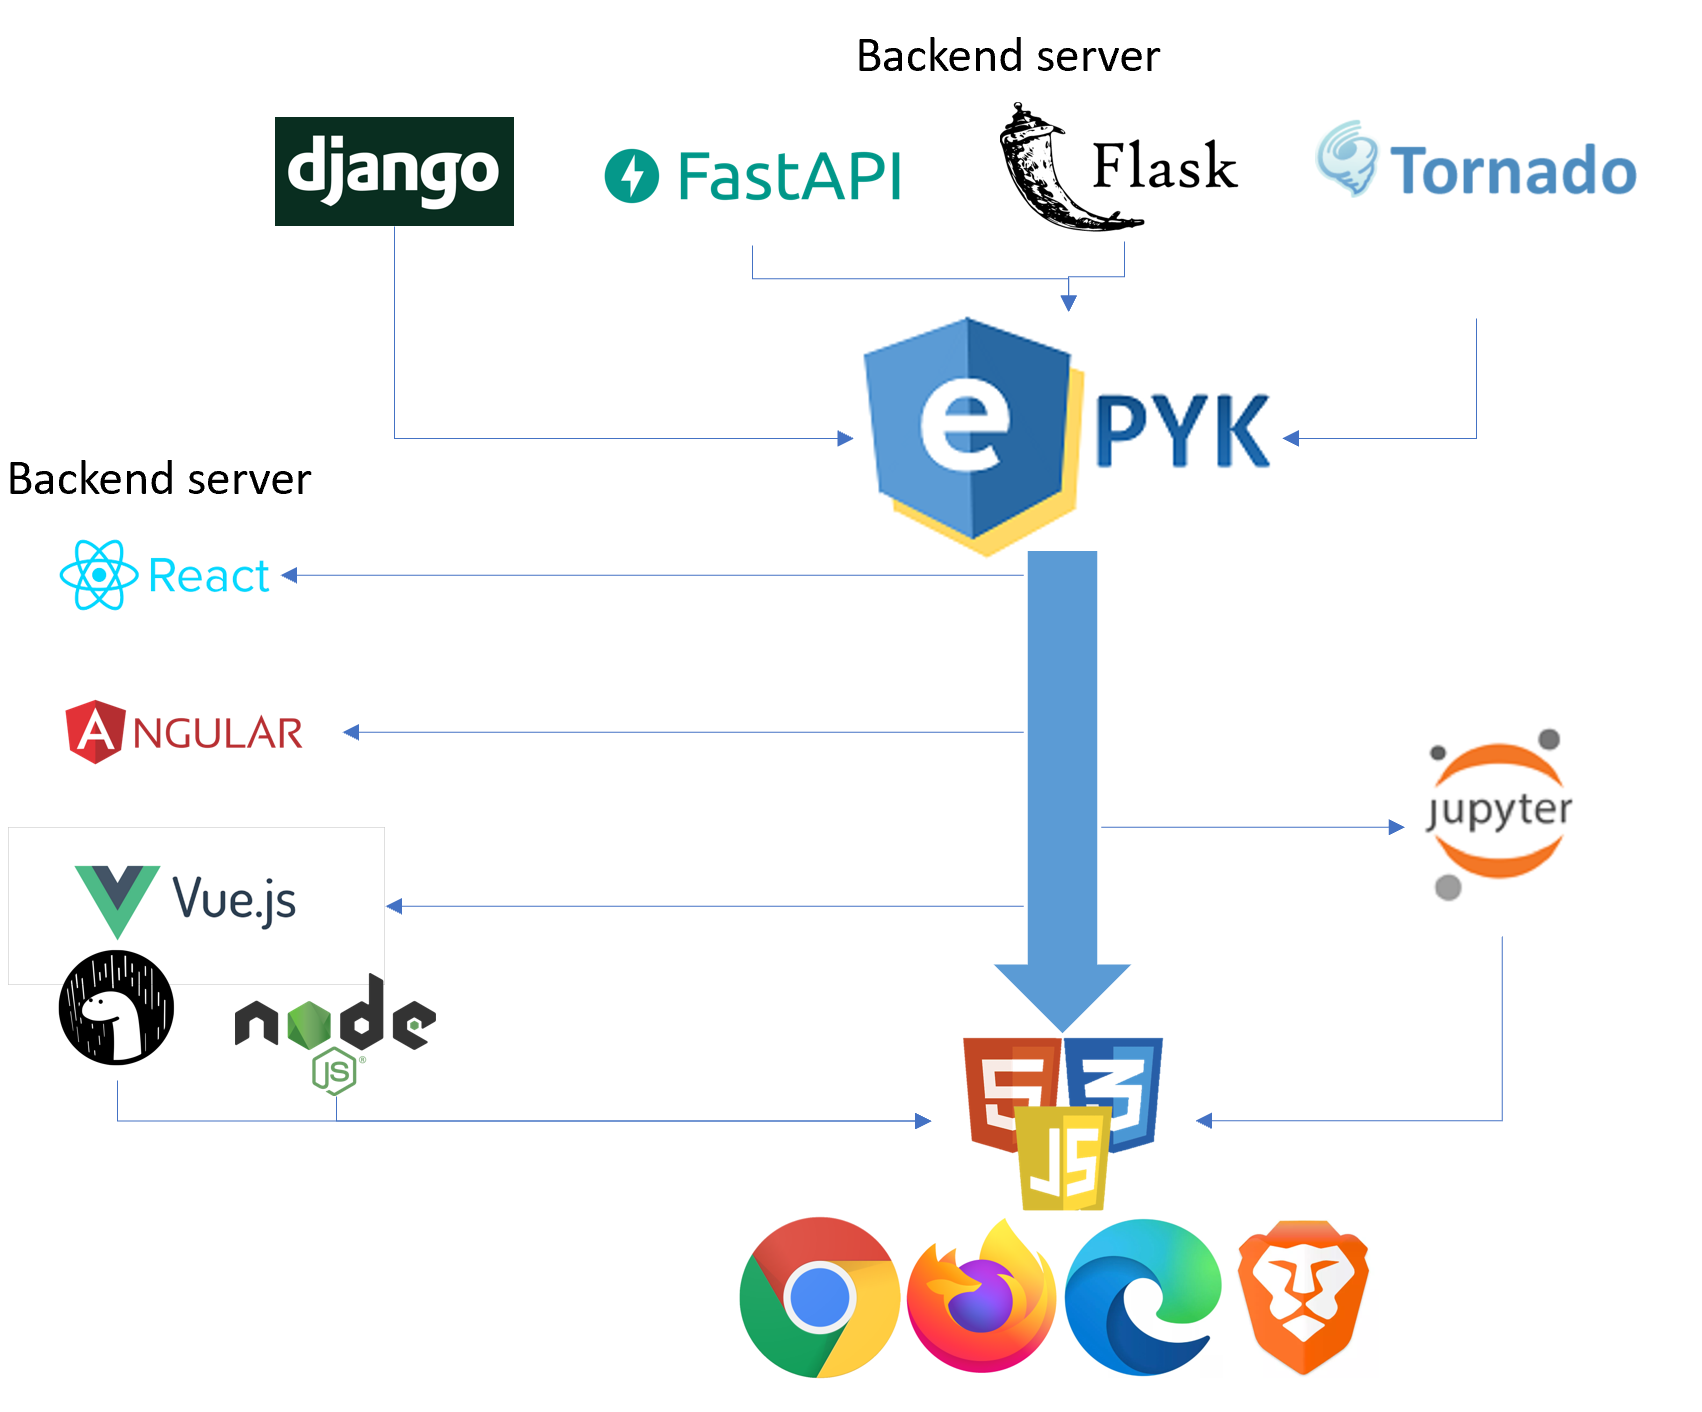 Backend server
django
FastAPI
Flask
Tornado
e PYK
Backend server
React
ANGULAR
jupyter
Vue.js
node
JS®
5 3
JS